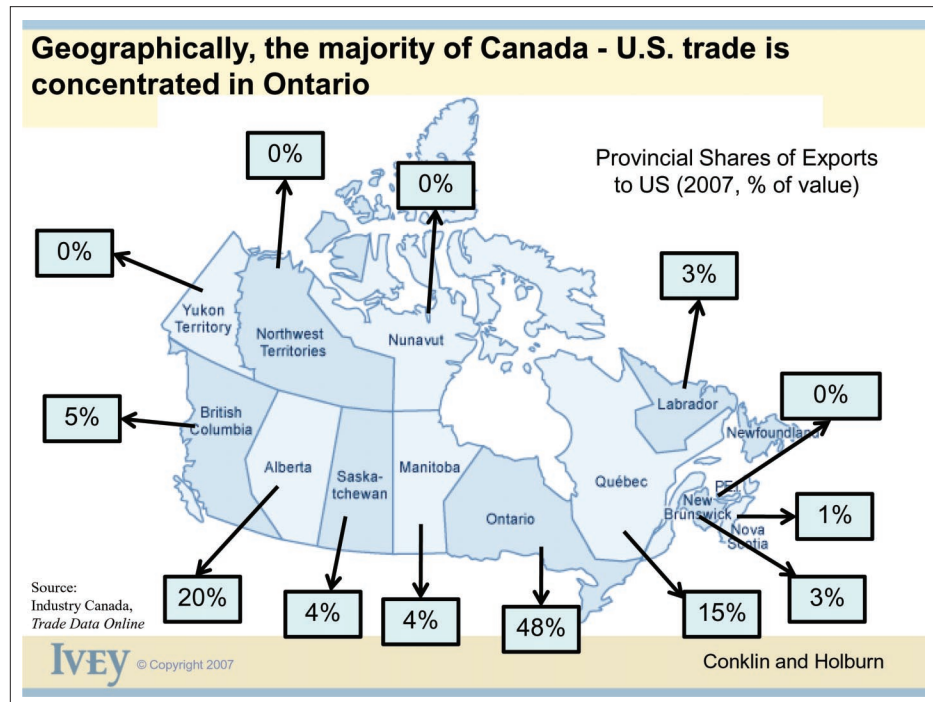 Geographically, the majority of Canada - U.S. trade is
concentrated in Ontario
Provincial Shares of Exports
to US (2007, % of value)
0%
0%
0%
3%
0%
5%
1%
20%
4%
4%
48%
15%
3%
Yukon
Territory
Northwest
Territories
Nunavut
British
Columbia
Alberta
Saska-
tchewan
Manitoba
Ontario
Québec
Labrador
Newfoundland
PEI
New
Brunswick
Nova
Scotia
Source:
Industry Canada,
Trade Data Online
IVEY
© Copyright 2007
Conklin and Holburn